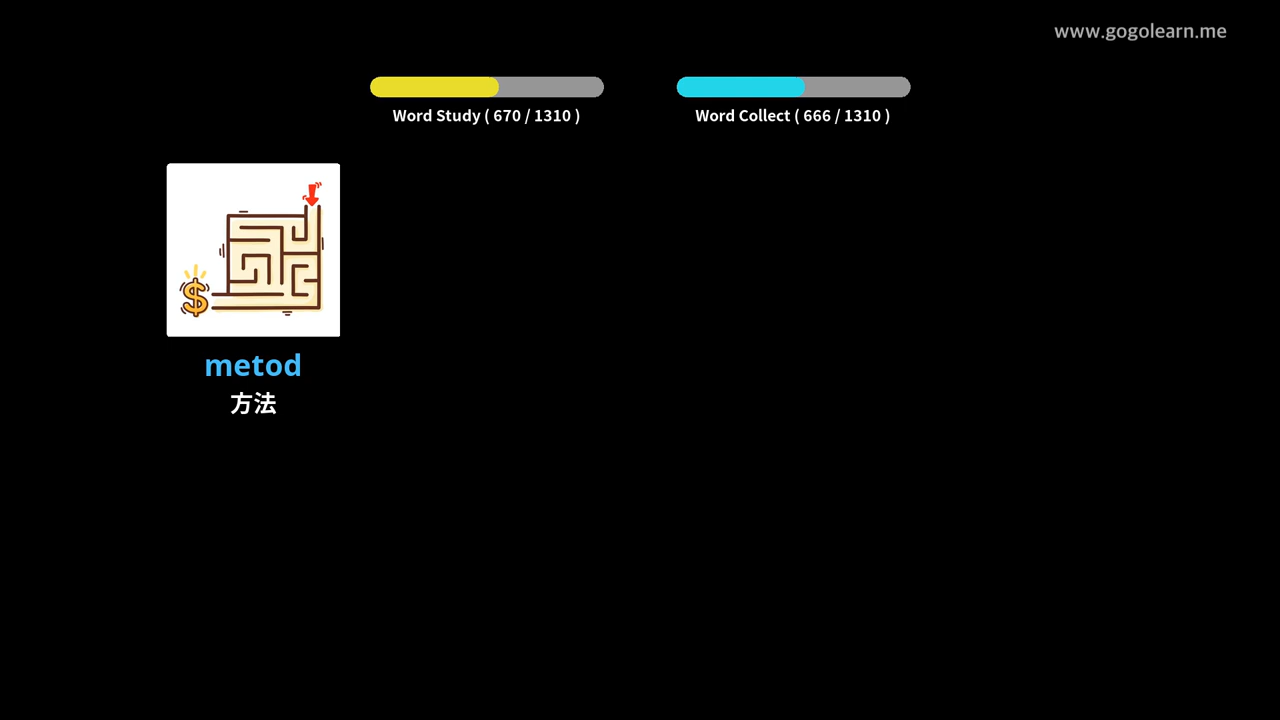 www.gogolearn.me
Word Study ( 670 / 1310 )
Word Collect ( 666 / 1310 )
$
metod
方法